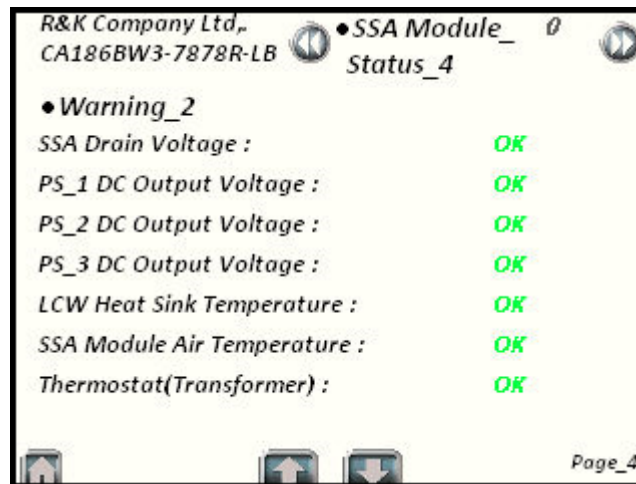 R&K Company Ltd,.
CA186BW3-7878R-LB
●SSA Module_ 0
Status_4
●Warning_2
SSA Drain Voltage : OK
PS_1 DC Output Voltage : OK
PS_2 DC Output Voltage : OK
PS_3 DC Output Voltage : OK
LCW Heat Sink Temperature : OK
SSA Module Air Temperature : OK
Thermostat(Transformer) : OK
Page_4